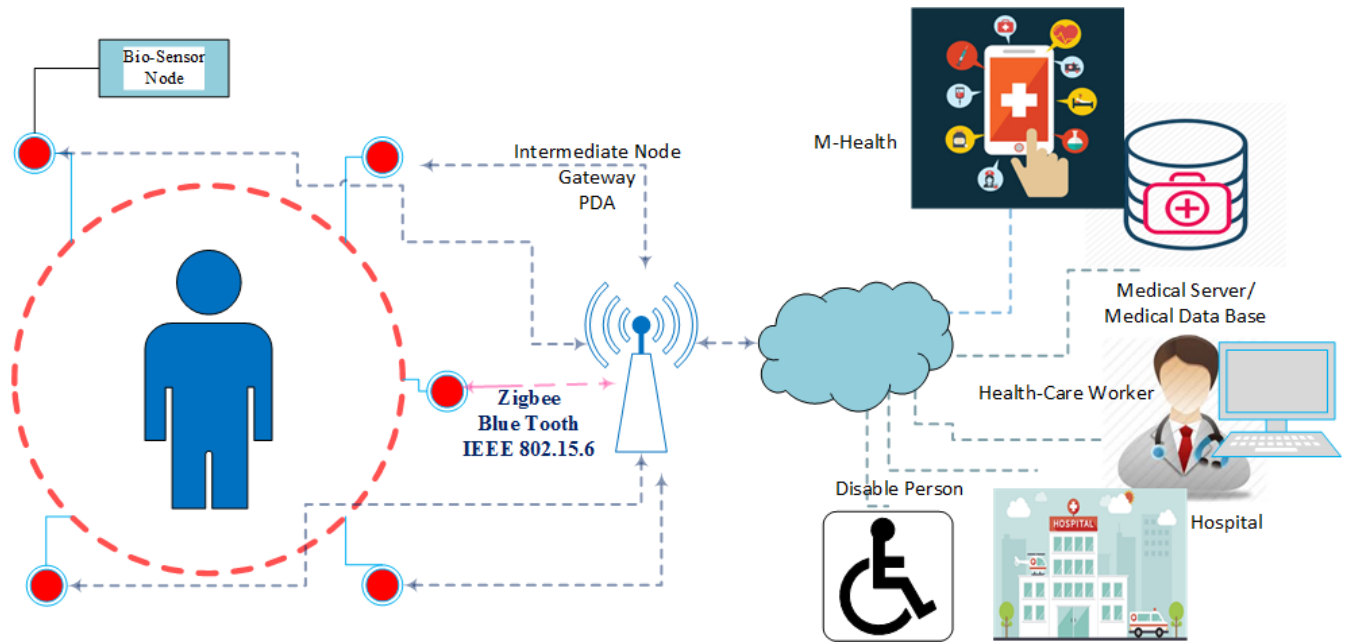 Bio-Sensor
Node
Intermediate Node
Gateway
PDA
M-Health
Medical Server/
Medical Data Base
Health-Care Worker
Zigbee
Blue Tooth
IEEE 802.15.6
Disable Person
HOSPITAL
Hospital